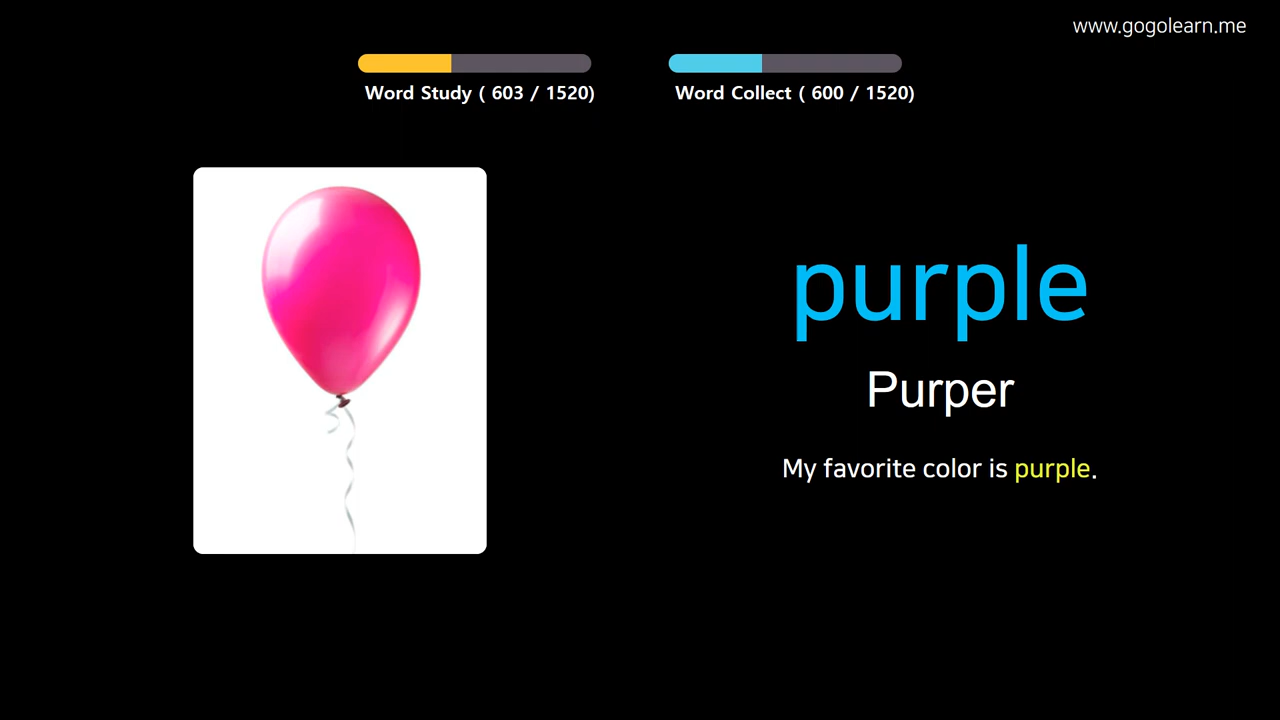 www.gogolearn.me
Word Study ( 603 / 1520)
Word Collect ( 600 / 1520)
purple
Purper
My favorite color is purple.